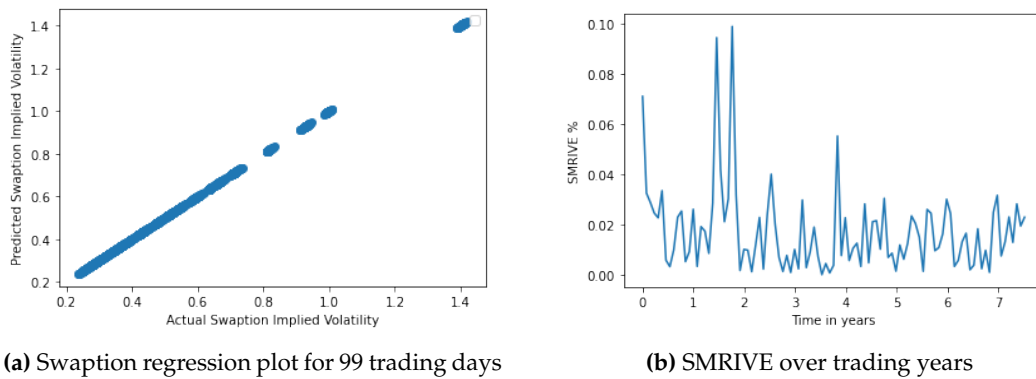 1.4
1.2
1.0
0.8
0.6
0.4
0.2
Predicted Swaption Implied Volatility
0.2 0.4 0.6 0.8 1.0 1.2 1.4
Actual Swaption Implied Volatility
(a) Swaption regression plot for 99 trading days
0.10
0.08
0.06
0.04
0.02
0.00
SMRIVE %
0 1 2 3 4 5 6 7
Time in years
(b) SMRIVE over trading years